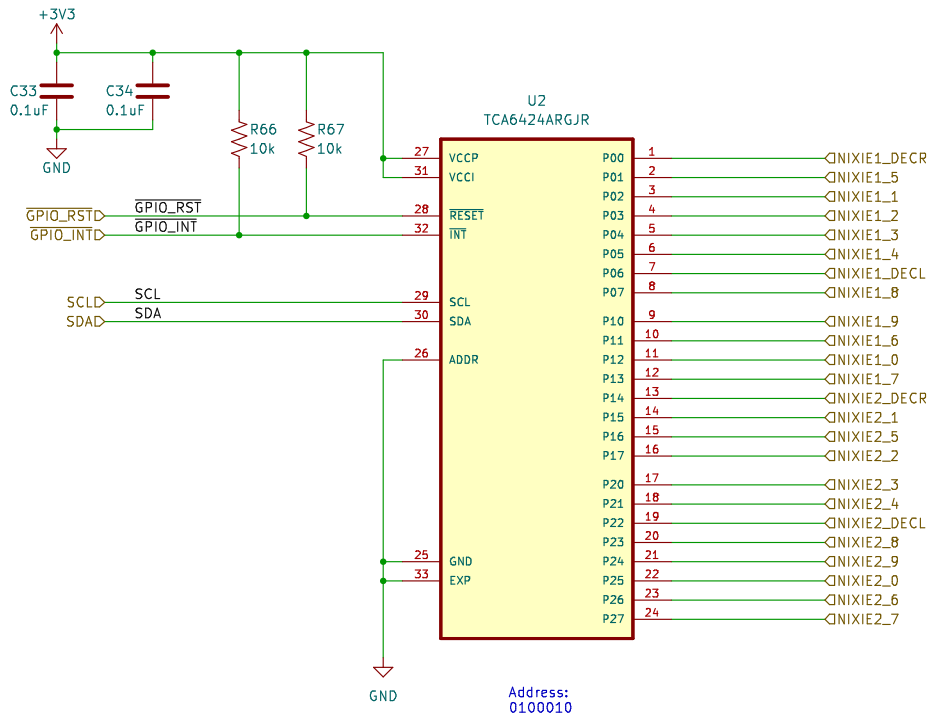 +3V3
C33
0.1uF
C34
0.1uF
GND
R66
10k
R67
10k
U2
TCA6424ARGJR
GPIO_RST
GPIO_RST
GPIO_INT
GPIO_INT
SCL
SCL
SDA
SDA
27 VCCP
31 VCCI
28 RESET
32 INT
29 SCL
30 SDA
26 ADDR
25 GND
33 EXP
GND
P00 1 NIXIE1_DECR
P01 2 NIXIE1_5
P02 3 NIXIE1_1
P03 4 NIXIE1_2
P04 5 NIXIE1_3
P05 6 NIXIE1_4
P06 7 NIXIE1_DECL
P07 8 NIXIE1_8
P10 9 NIXIE1_9
P11 10 NIXIE1_6
P12 11 NIXIE1_0
P13 12 NIXIE1_7
P14 13 NIXIE2_DECR
P15 14 NIXIE2_1
P16 15 NIXIE2_5
P17 16 NIXIE2_2
P20 17 NIXIE2_3
P21 18 NIXIE2_4
P22 19 NIXIE2_DECL
P23 20 NIXIE2_8
P24 21 NIXIE2_9
P25 22 NIXIE2_0
P26 23 NIXIE2_6
P27 24 NIXIE2_7
Address:
0100010